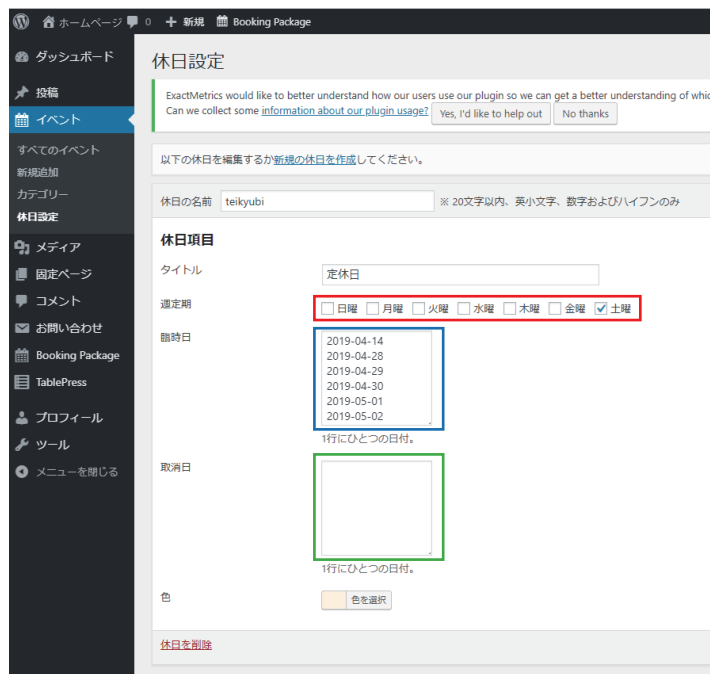 ホームページ 0 新規 Booking Package
ダッシュボード
投稿
イベント
すべてのイベント
新規追加
カテゴリー
休日設定
メディア
固定ページ
コメント
お問い合わせ
Booking Package
TablePress
プロフィール
ツール
メニューを閉じる
休日設定
ExactMetrics would like to better understand how our users use our plugin so we can get a better understanding of whic
Can we collect some information about our plugin usage? Yes, I'd like to help out No thanks
以下の休日を編集するか新規の休日を作成してください。
休日の名前 teikyubi ※ 20文字以内、英小文字、数字およびハイフンのみ
休日項目
タイトル 定休日
週定期 日曜 月曜 火曜 水曜 木曜 金曜 土曜
臨時日
2019-04-14
2019-04-28
2019-04-29
2019-04-30
2019-05-01
2019-05-02
1行にひとつの日付。
取消日
1行にひとつの日付。
色 色を選択
休日を削除